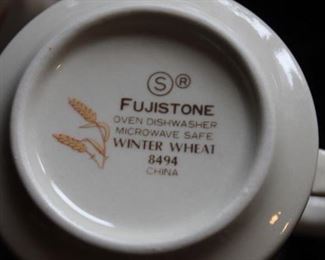 Ⓢ®
FUJISTONE
OVEN DISHWASHER
MICROWAVE SAFE
WINTER WHEAT
8494
CHINA